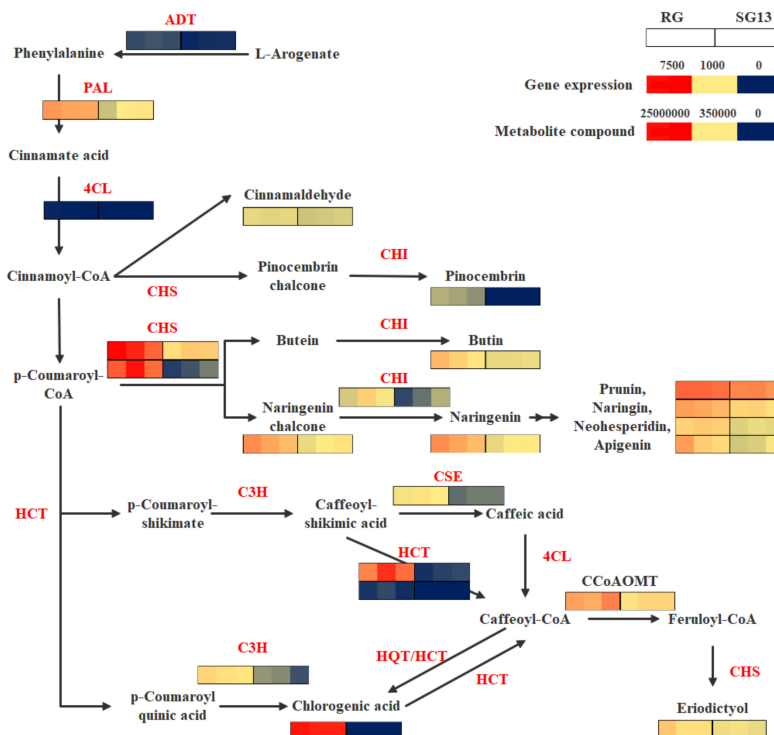 RG SG13
7500 1000 0
Gene expression
25000000 350000 0
Metabolite compound
ADT
Phenylalanine
L-Arogenate
PAL
Cinnamate acid
4CL
Cinnamaldehyde
Cinnamoyl-CoA
CHS
Pinocembrin
chalcone
CHI
Pinocembrin
CHS
p-Coumaroyl-
CoA
Butein
CHI
Butin
CHI
Naringenin
chalcone
Naringenin
Prunin,
Naringin,
Neohesperidin,
Apigenin
HCT
p-Coumaroyl-
shikimate
C3H
Caffeoyl-
shikimic acid
CSE
Caffeic acid
HCT
4CL
CCoAOMT
Caffeoyl-CoA
Feruloyl-CoA
C3H
HQT/HCT
HCT
CHS
p-Coumaroyl
quinic acid
Chlorogenic acid
Eriodictyol